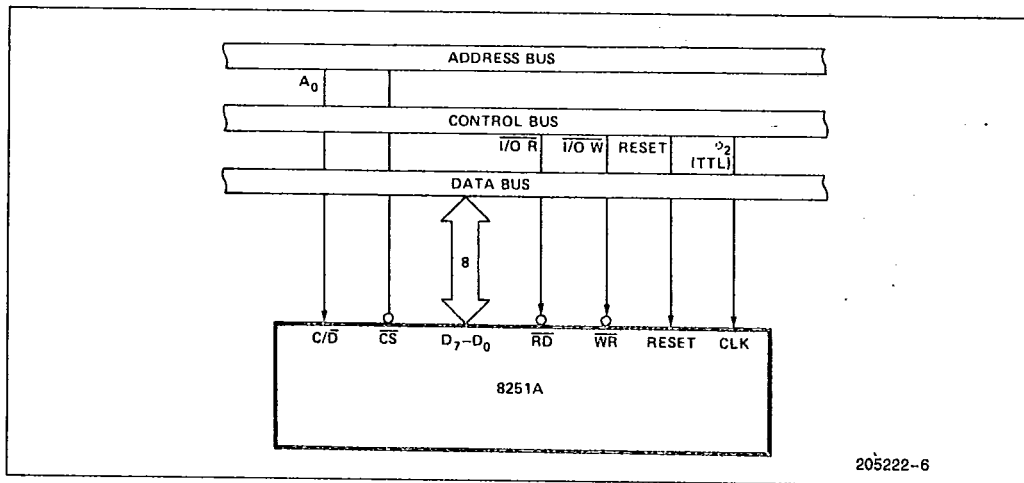 ADDRESS BUS
A₀
CONTROL BUS
I/O R I/O W RESET ɸ₂
(TTL)
DATA BUS
8
C/D CS D₇–D₀ RD WR RESET CLK
8251A
205222-6